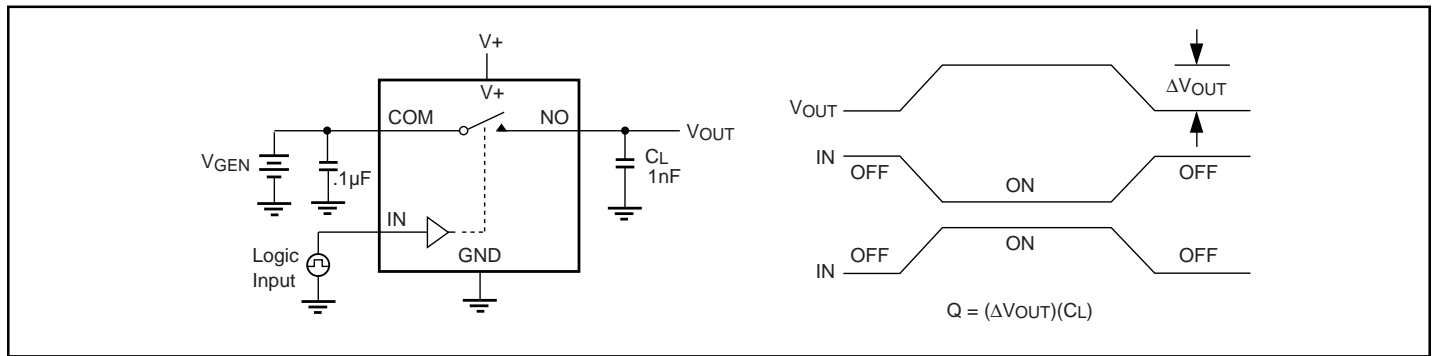 V+
V+
COM
NO
VOUT
VGEN
.1µF
CL
1nF
IN
Logic
Input
GND
VOUT
ΔVOUT
IN
OFF
ON
OFF
IN
OFF
ON
OFF
Q = (ΔVOUT)(CL)